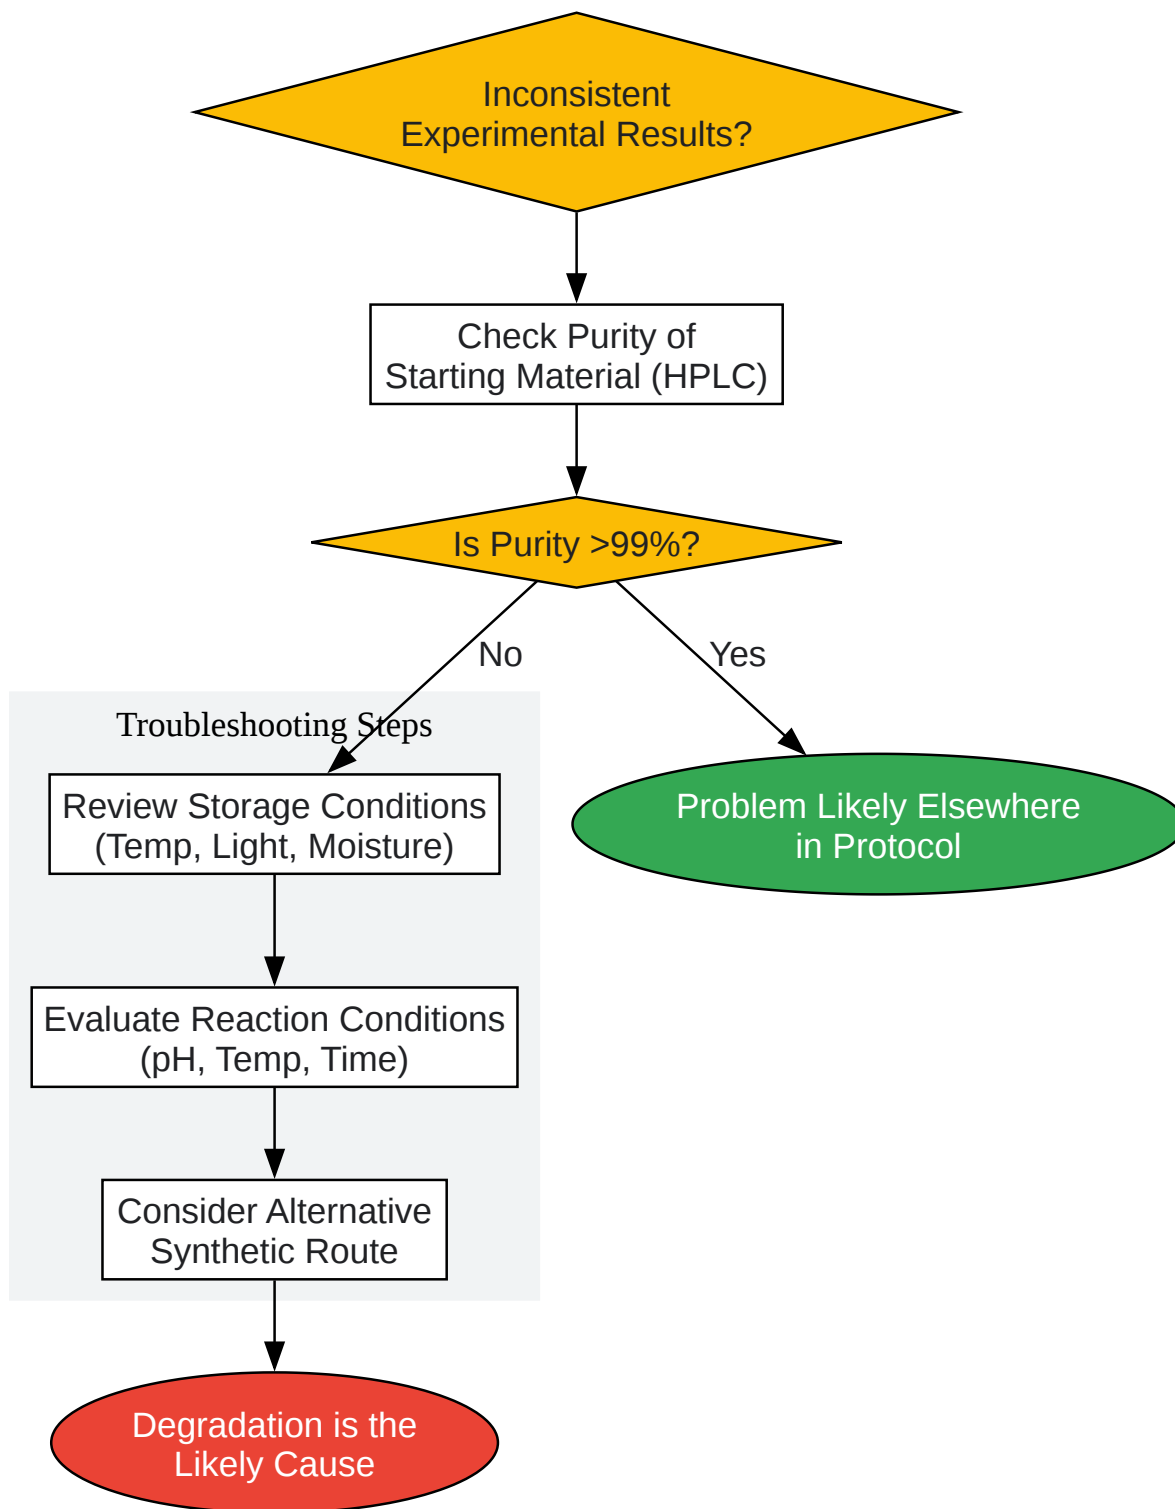 Inconsistent
Experimental Results?
Check Purity of
Starting Material (HPLC)
Is Purity >99%?
No
Yes
Troubleshooting Steps
Review Storage Conditions
(Temp, Light, Moisture)
Problem Likely Elsewhere
in Protocol
Evaluate Reaction Conditions
(pH, Temp, Time)
Consider Alternative
Synthetic Route
Degradation is the
Likely Cause